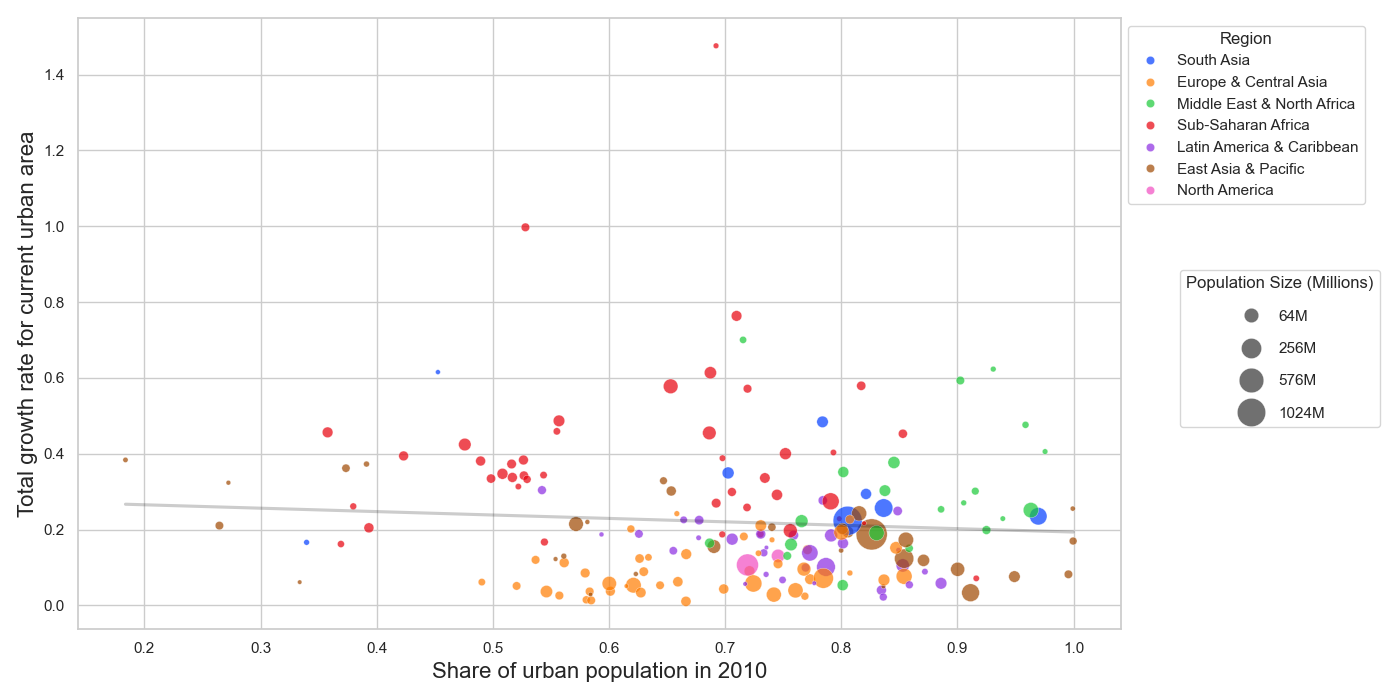 Total growth rate for current urban area
1.4
1.2
1.0
0.8
0.6
0.4
0.2
0.0
0.2
0.3
0.4
0.5
0.6
0.7
0.8
0.9
1.0
Share of urban population in 2010
Region
South Asia
Europe & Central Asia
Middle East & North Africa
Sub-Saharan Africa
Latin America & Caribbean
East Asia & Pacific
North America
Population Size (Millions)
64M
256M
576M
1024M